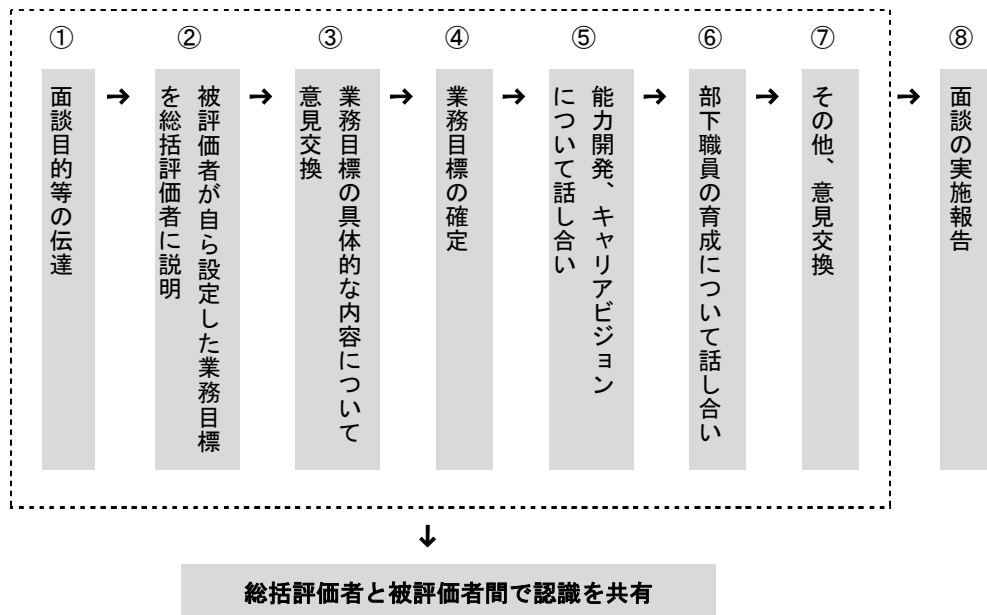 ①
面談目的等の伝達
→
②
被評価者が自ら設定した業務目標
を総括評価者に説明
→
③
業務目標の具体的な内容について
意見交換
→
④
業務目標の確定
→
⑤
能力開発、キャリアビジョン
について話し合い
→
⑥
部下職員の育成について話し合い
→
⑦
その他、意見交換
→
⑧
面談の実施報告
↓
総括評価者と被評価者間で認識を共有